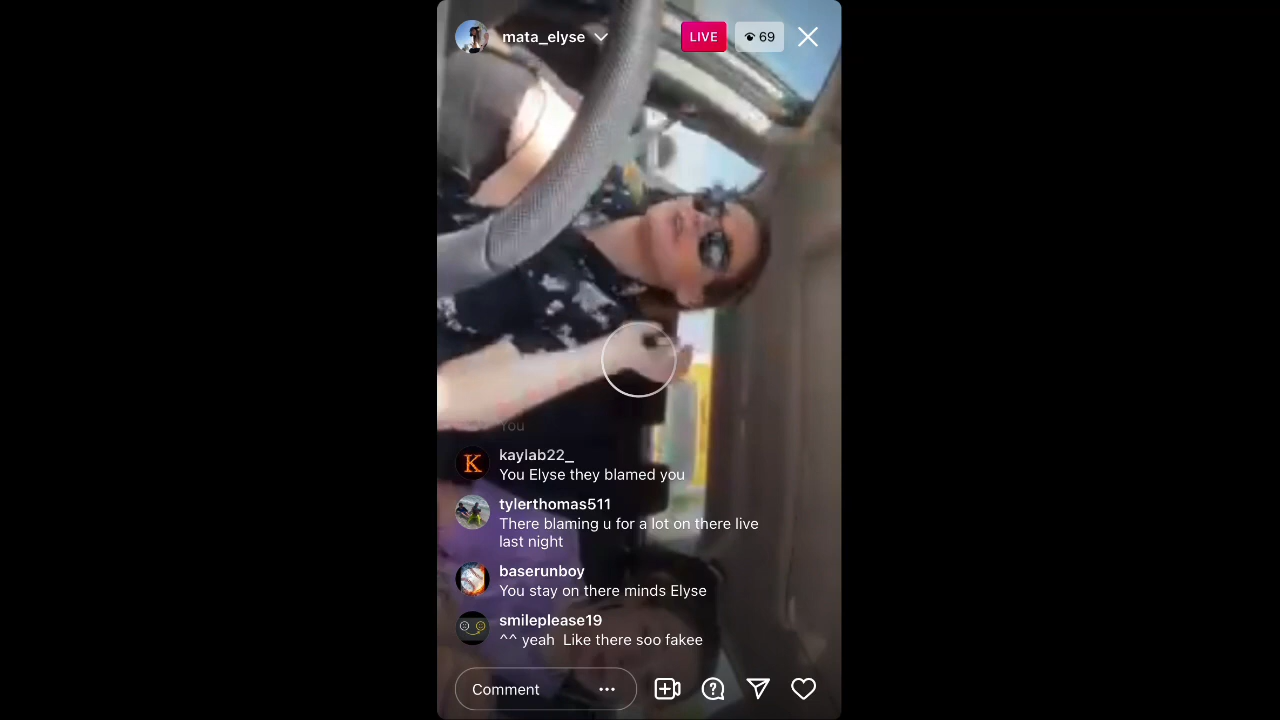 mata_elyse
LIVE
69
You
kaylab22_
You Elyse they blamed you
tylerthomas511
There blaming u for a lot on there live
last night
baserunboy
You stay on there minds Elyse
smileplease19
^^ yeah  Like there soo fakee
Comment
K